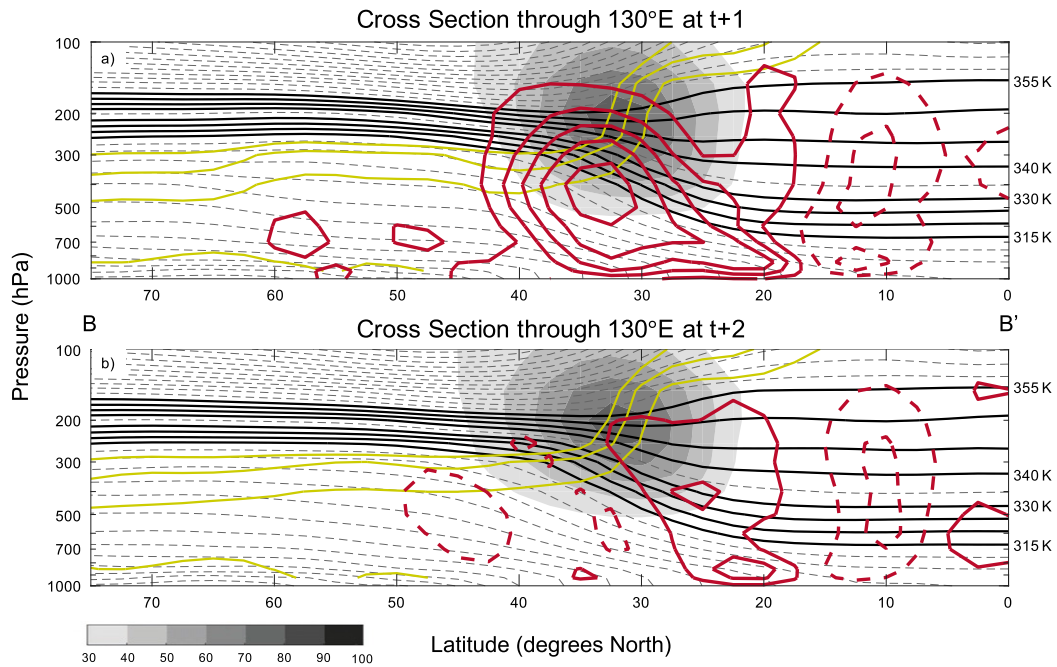 Cross Section through 130°E at t+1
100
a)
200
300
500
700
1000
355 K
340 K
330 K
315 K
70
60
50
40
30
20
10
0
Pressure (hPa)
B
B'
Cross Section through 130°E at t+2
100
b)
200
300
500
700
1000
355 K
340 K
330 K
315 K
70
60
50
40
30
20
10
0
Latitude (degrees North)
30 40 50 60 70 80 90 100